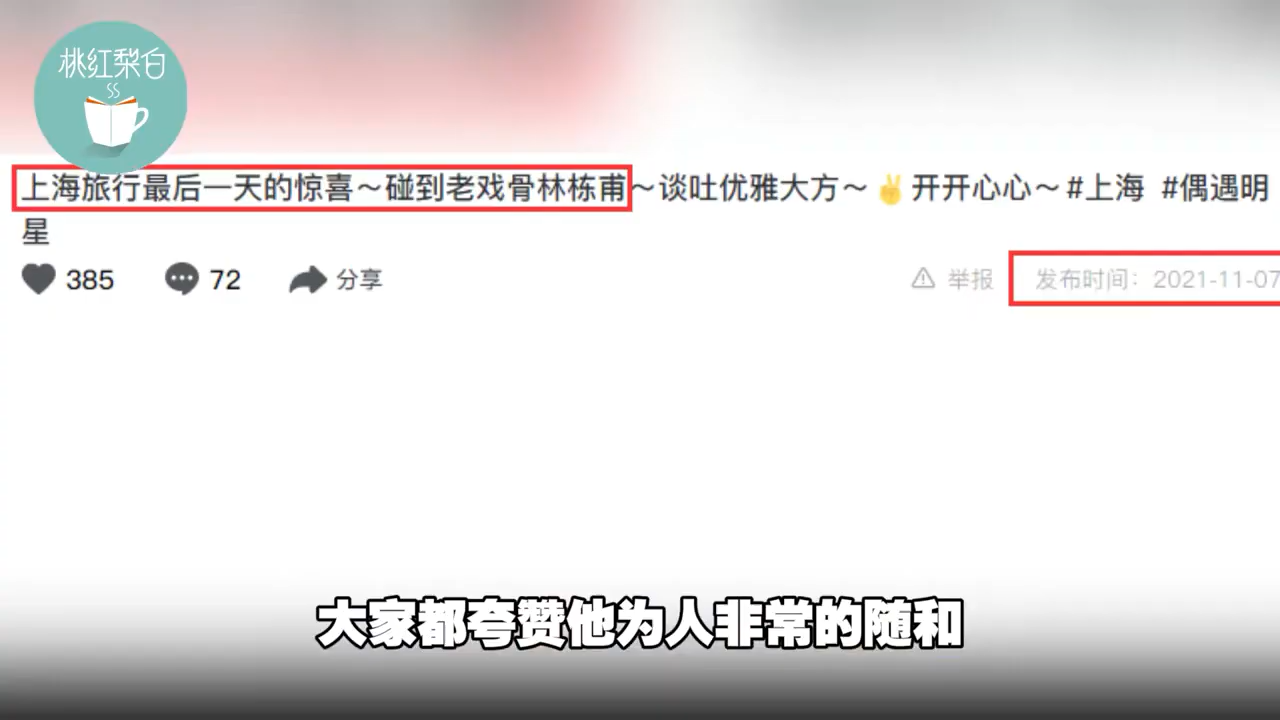 桃红梨白
上海旅行最后一天的惊喜～碰到老戏骨林栋甫～谈吐优雅大方～✌️开开心心～#上海 #偶遇明
星
385 72 分享 举报 发布时间：2021-11-07
大家都夸赞他为人非常的随和